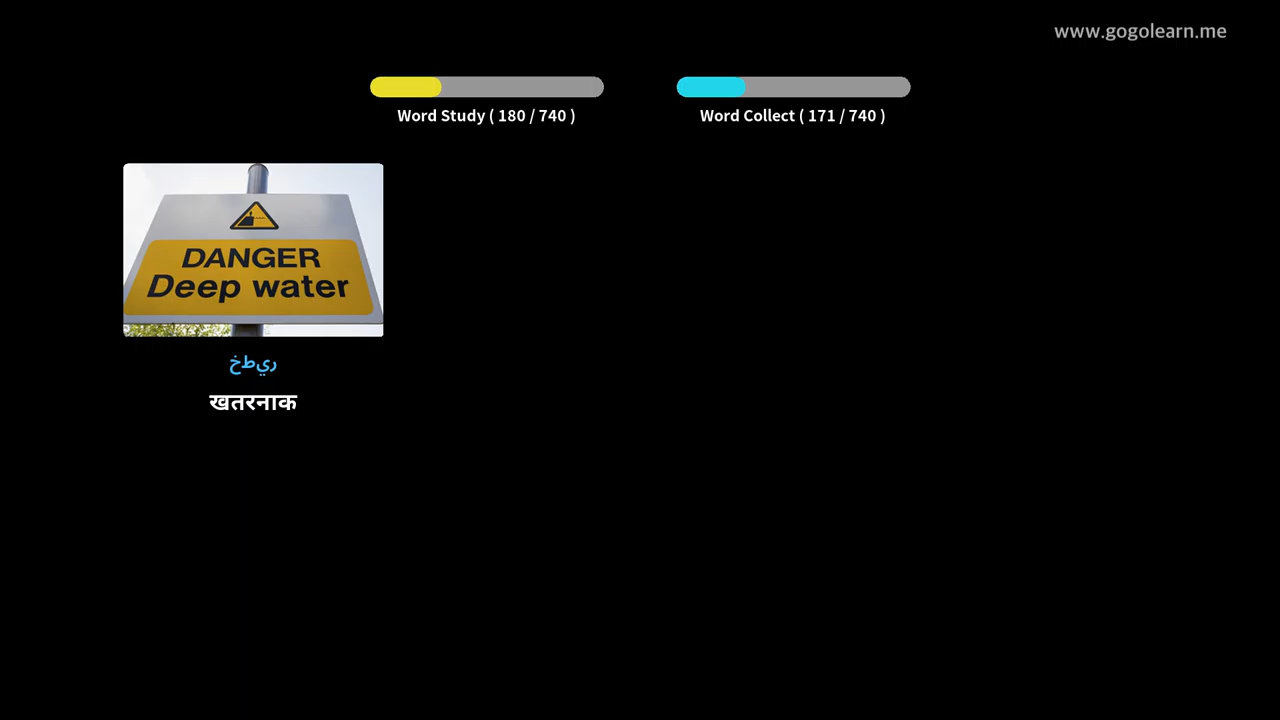 www.gogolearn.me
Word Study ( 180 / 740 )
Word Collect ( 171 / 740 )
DANGER
Deep water
خطير
खतरनाक